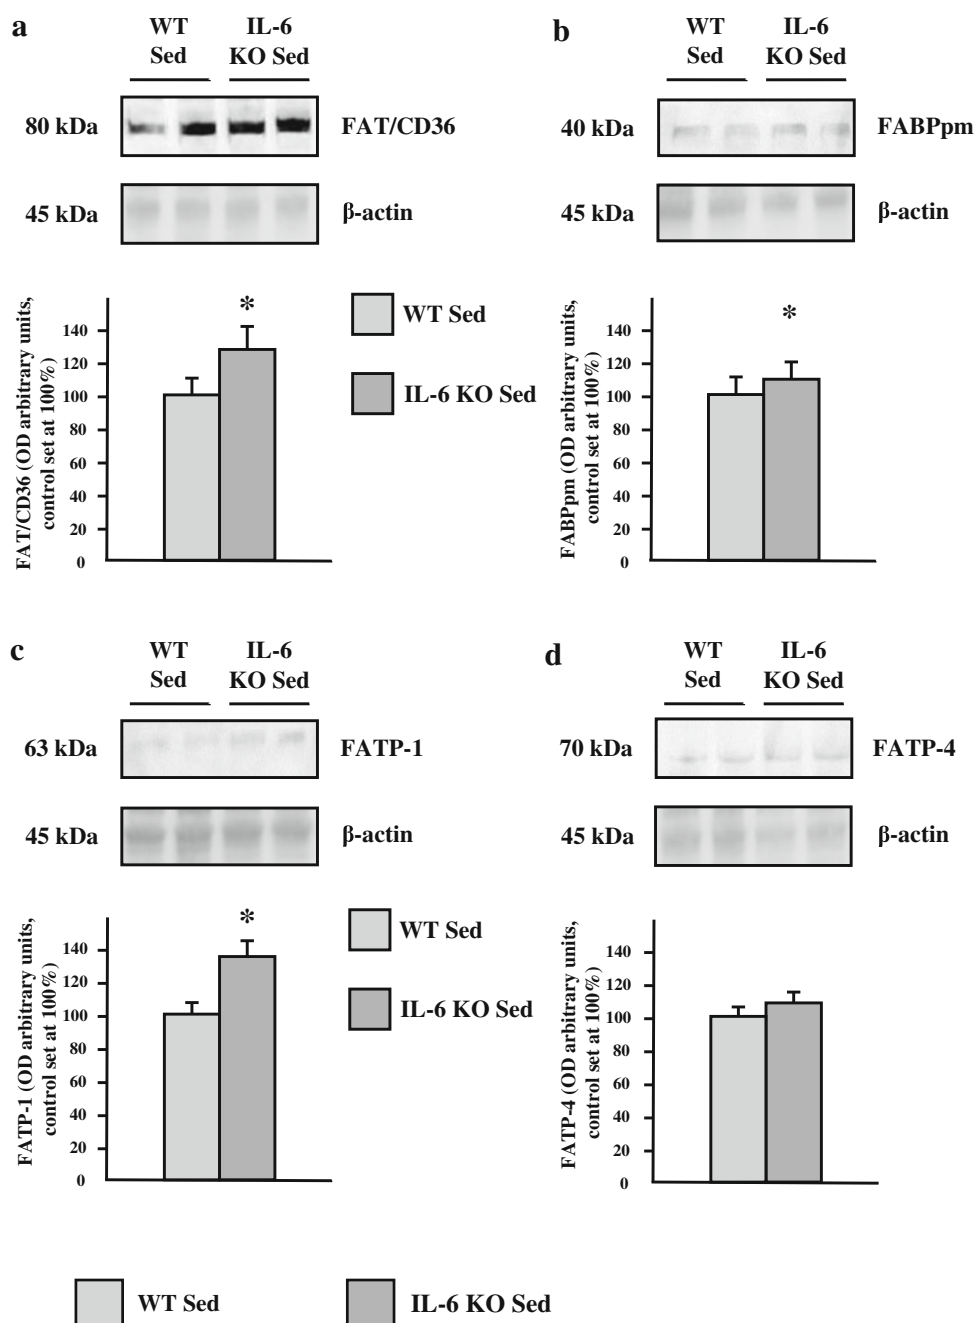 a
WT
Sed
IL-6
KO Sed
80 kDa
FAT/CD36
45 kDa
β-actin
FAT/CD36 (OD arbitrary units,
control set at 100%)
140
120
100
80
60
40
20
0
*
WT Sed
IL-6 KO Sed
b
WT
Sed
IL-6
KO Sed
40 kDa
FABPpm
45 kDa
β-actin
FABPpm (OD arbitrary units,
control set at 100%)
140
120
100
80
60
40
20
0
*
c
WT
Sed
IL-6
KO Sed
63 kDa
FATP-1
45 kDa
β-actin
FATP-1 (OD arbitrary units,
control set at 100%)
140
120
100
80
60
40
20
0
*
WT Sed
IL-6 KO Sed
d
WT
Sed
IL-6
KO Sed
70 kDa
FATP-4
45 kDa
β-actin
FATP-4 (OD arbitrary units,
control set at 100%)
140
120
100
80
60
40
20
0
WT Sed
IL-6 KO Sed